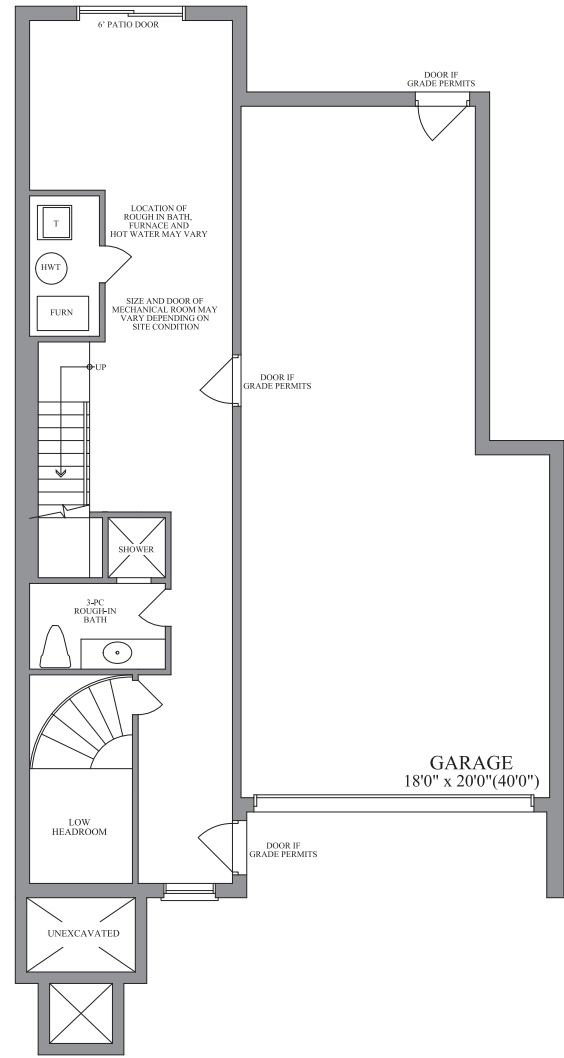 6' PATIO DOOR
DOOR IF
GRADE PERMITS
LOCATION OF
ROUGH IN BATH,
FURNACE AND
HOT WATER MAY VARY
T
HWT
FURN
SIZE AND DOOR OF
MECHANICAL ROOM MAY
VARY DEPENDING ON
SITE CONDITION
UP
DOOR IF
GRADE PERMITS
SHOWER
3-PC
ROUGH-IN
BATH
GARAGE
18'0" x 20'0"(40'0")
LOW
HEADROOM
DOOR IF
GRADE PERMITS
UNEXCAVATED